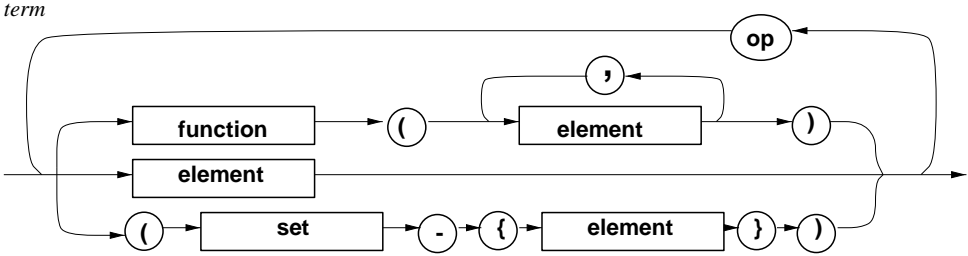 term
op
,
function ( element )
element
( set - { element } )